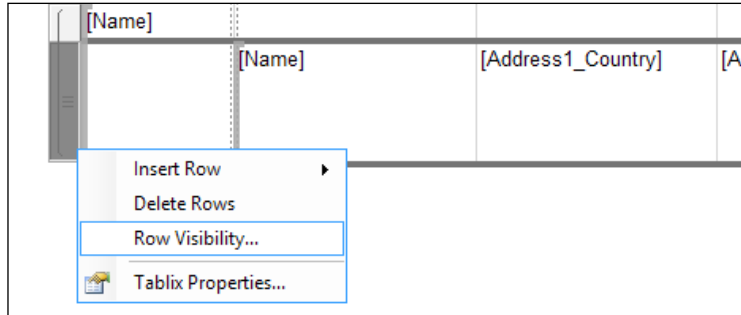 [Name]
[Name] [Address1_Country] [A
Insert Row
Delete Rows
Row Visibility...
Tablix Properties...